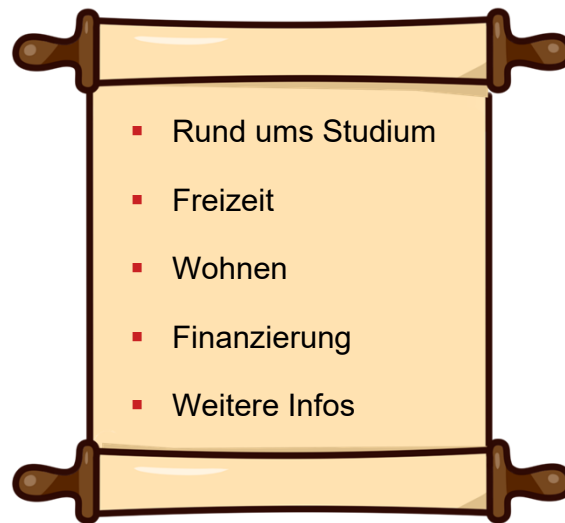 ▪ Rund ums Studium
▪ Freizeit
▪ Wohnen
▪ Finanzierung
▪ Weitere Infos